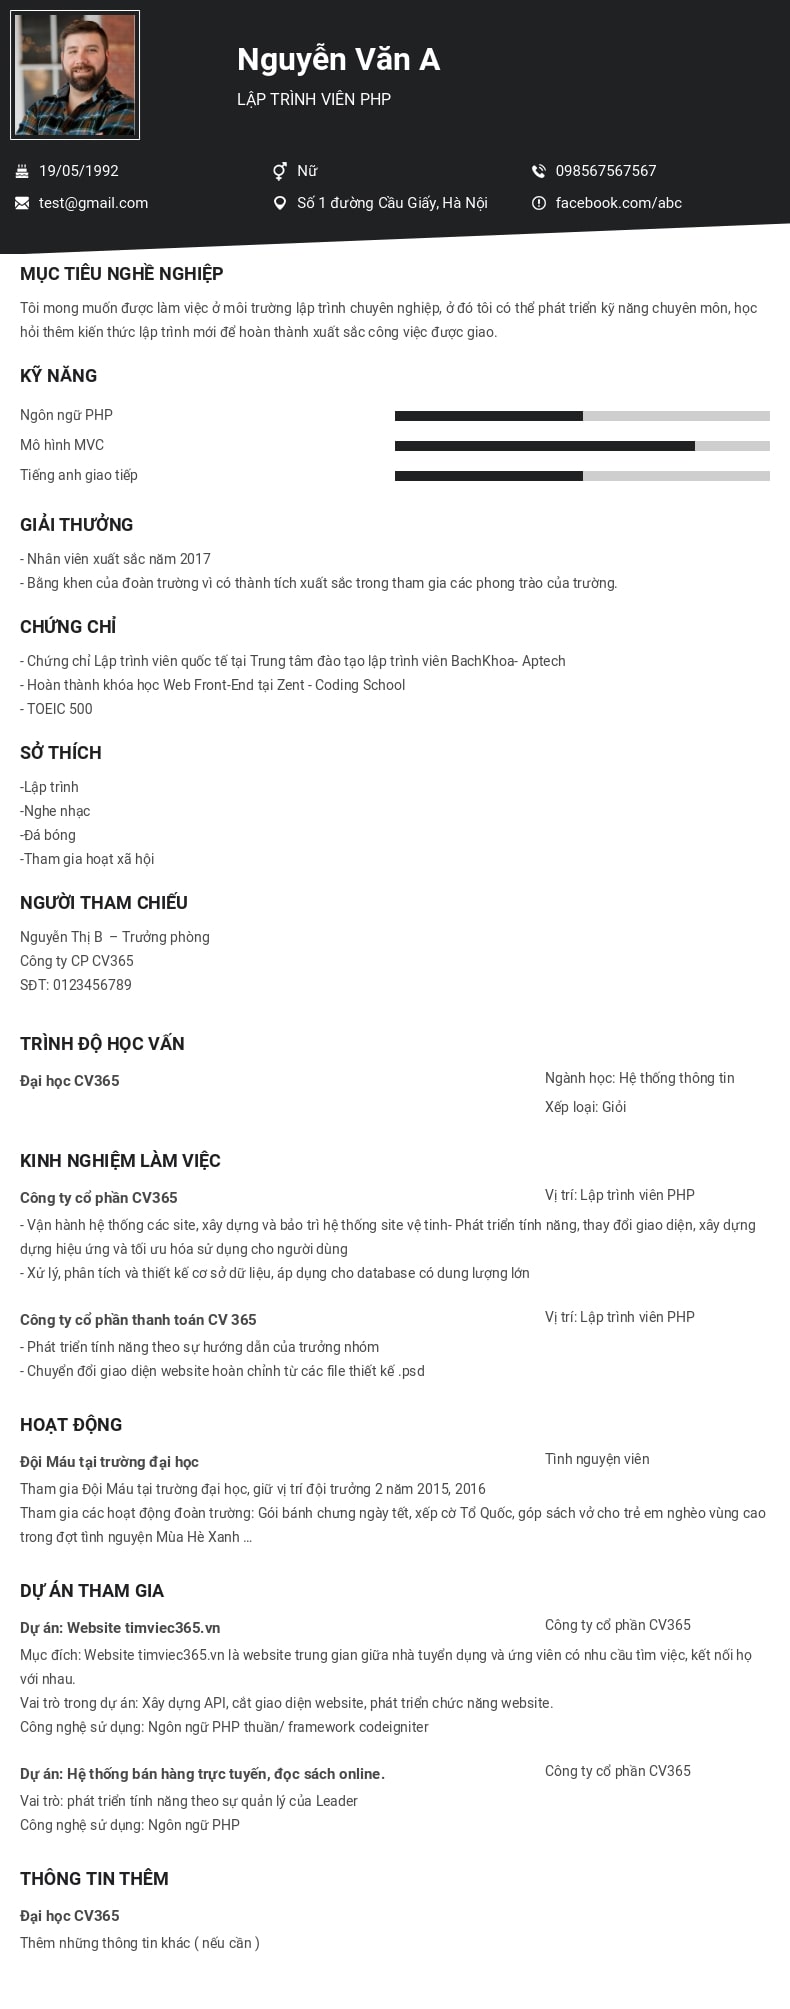 Nguyễn Văn A
LẬP TRÌNH VIÊN PHP
19/05/1992
Nữ
098567567567
test@gmail.com
Số 1 đường Cầu Giấy, Hà Nội
facebook.com/abc
MỤC TIÊU NGHỀ NGHIỆP
Tôi mong muốn được làm việc ở môi trường lập trình chuyên nghiệp, ở đó tôi có thể phát triển kỹ năng chuyên môn, học
hỏi thêm kiến thức lập trình mới để hoàn thành xuất sắc công việc được giao.
KỸ NĂNG
Ngôn ngữ PHP
Mô hình MVC
Tiếng anh giao tiếp
GIẢI THƯỞNG
- Nhân viên xuất sắc năm 2017
- Bằng khen của đoàn trường vì có thành tích xuất sắc trong tham gia các phong trào của trường.
CHỨNG CHỈ
- Chứng chỉ Lập trình viên quốc tế tại Trung tâm đào tạo lập trình viên BachKhoa- Aptech
- Hoàn thành khóa học Web Front-End tại Zent - Coding School
- TOEIC 500
SỞ THÍCH
-Lập trình
-Nghe nhạc
-Đá bóng
-Tham gia hoạt xã hội
NGƯỜI THAM CHIẾU
Nguyễn Thị B – Trưởng phòng
Công ty CP CV365
SĐT: 0123456789
TRÌNH ĐỘ HỌC VẤN
Đại học CV365
Ngành học: Hệ thống thông tin
Xếp loại: Giỏi
KINH NGHIỆM LÀM VIỆC
Công ty cổ phần CV365
Vị trí: Lập trình viên PHP
- Vận hành hệ thống các site, xây dựng và bảo trì hệ thống site vệ tinh- Phát triển tính năng, thay đổi giao diện, xây dựng
dựng hiệu ứng và tối ưu hóa sử dụng cho người dùng
- Xử lý, phân tích và thiết kế cơ sở dữ liệu, áp dụng cho database có dung lượng lớn
Công ty cổ phần thanh toán CV 365
Vị trí: Lập trình viên PHP
- Phát triển tính năng theo sự hướng dẫn của trưởng nhóm
- Chuyển đổi giao diện website hoàn chỉnh từ các file thiết kế .psd
HOẠT ĐỘNG
Đội Máu tại trường đại học
Tình nguyện viên
Tham gia Đội Máu tại trường đại học, giữ vị trí đội trưởng 2 năm 2015, 2016
Tham gia các hoạt động đoàn trường: Gói bánh chưng ngày tết, xếp cờ Tổ Quốc, góp sách vở cho trẻ em nghèo vùng cao
trong đợt tình nguyện Mùa Hè Xanh ...
DỰ ÁN THAM GIA
Dự án: Website timviec365.vn
Công ty cổ phần CV365
Mục đích: Website timviec365.vn là website trung gian giữa nhà tuyển dụng và ứng viên có nhu cầu tìm việc, kết nối họ
với nhau.
Vai trò trong dự án: Xây dựng API, cắt giao diện website, phát triển chức năng website.
Công nghệ sử dụng: Ngôn ngữ PHP thuần/ framework codeigniter
Dự án: Hệ thống bán hàng trực tuyến, đọc sách online.
Công ty cổ phần CV365
Vai trò: phát triển tính năng theo sự quản lý của Leader
Công nghệ sử dụng: Ngôn ngữ PHP
THÔNG TIN THÊM
Đại học CV365
Thêm những thông tin khác ( nếu cần )